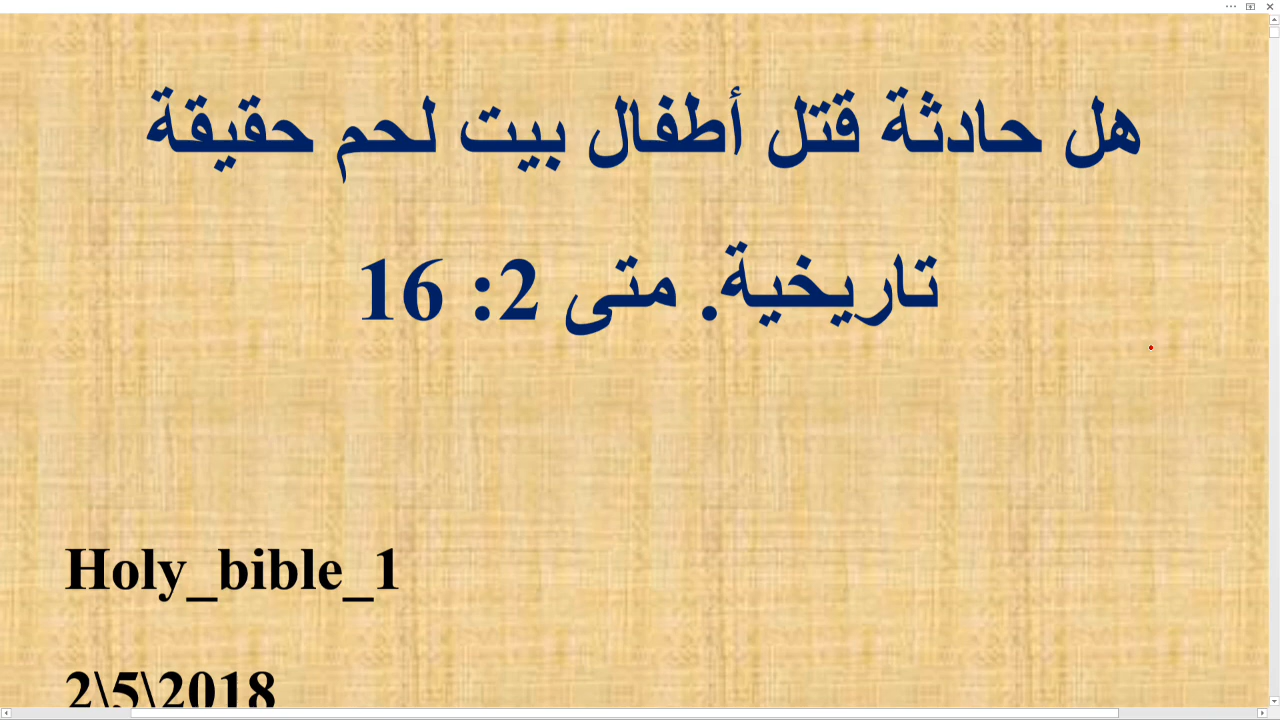 هل حادثة قتل أطفال بيت لحم حقيقة
تاريخية. متى 2: 16
Holy_bible_1
2\5\2018